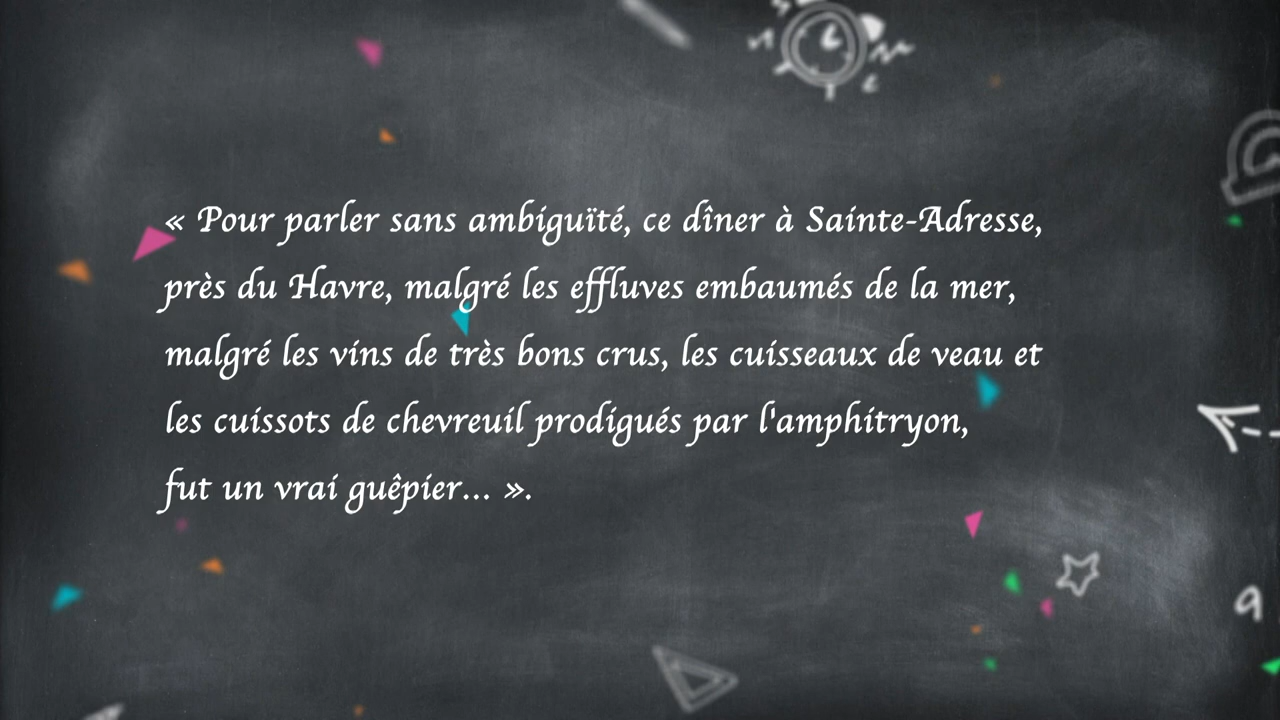 « Pour parler sans ambiguïté, ce dîner à Sainte-Adresse,
près du Havre, malgré les effluves embaumés de la mer,
malgré les vins de très bons crus, les cuisseaux de veau et
les cuissots de chevreuil prodigués par l'amphitryon,
fut un vrai guêpier... ».
a